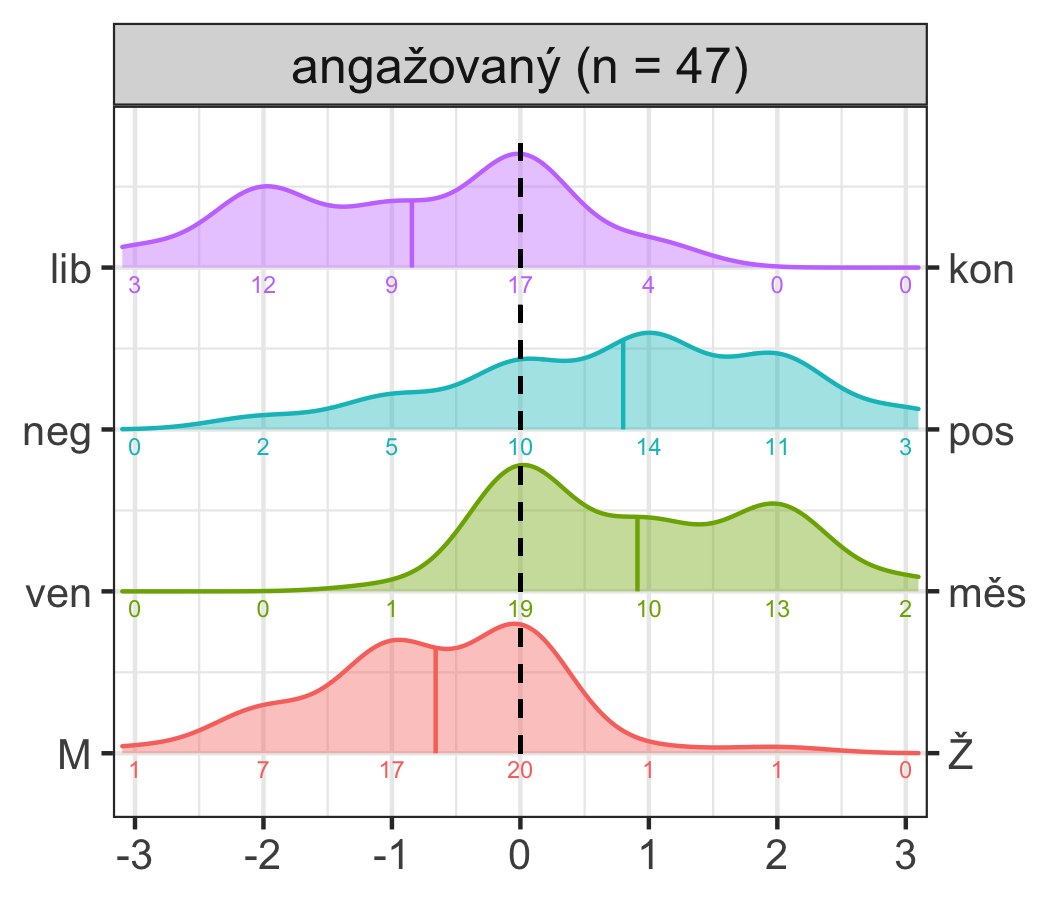 angažovaný (n = 47)
lib kon
3 12 9 17 4 0 0
neg pos
0 2 5 10 14 11 3
ven měs
0 0 1 19 10 13 2
M Ž
1 7 17 20 1 1 0
-3 -2 -1 0 1 2 3